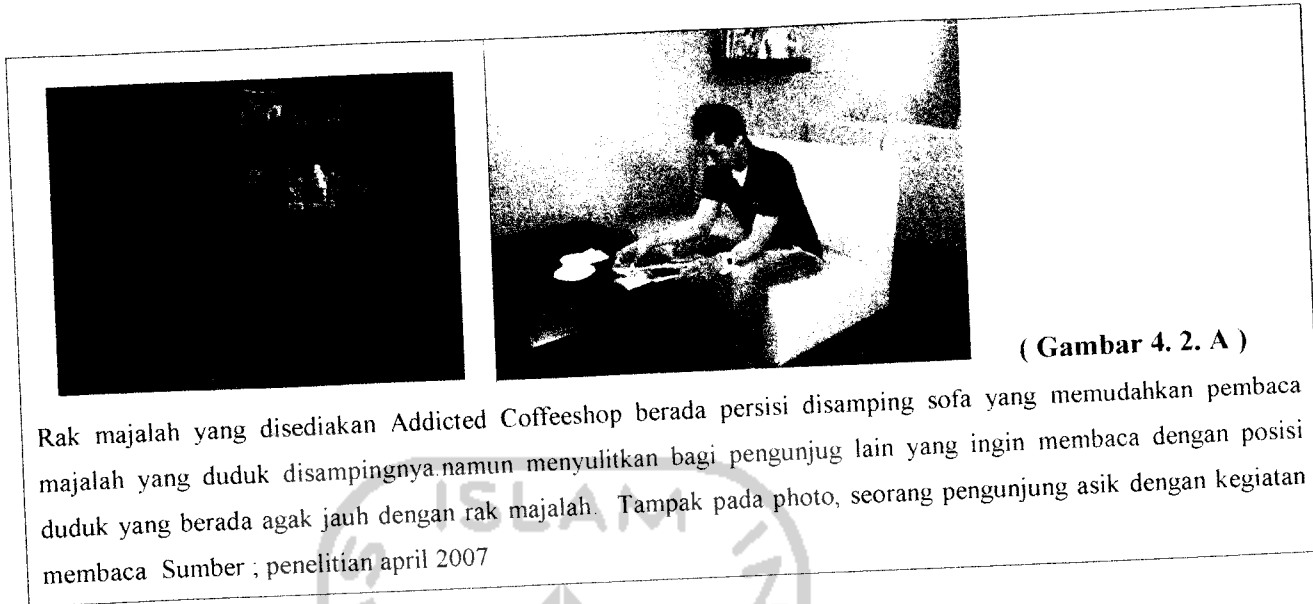 ( Gambar 4. 2. A )
Rak majalah yang disediakan Addicted Coffeeshop berada persisi disamping sofa yang memudahkan pembaca
majalah yang duduk disampingnya.namun menyulitkan bagi pengunjug lain yang ingin membaca dengan posisi
duduk yang berada agak jauh dengan rak majalah. Tampak pada photo, seorang pengunjung asik dengan kegiatan
membaca Sumber ; penelitian april 2007
ISLAM